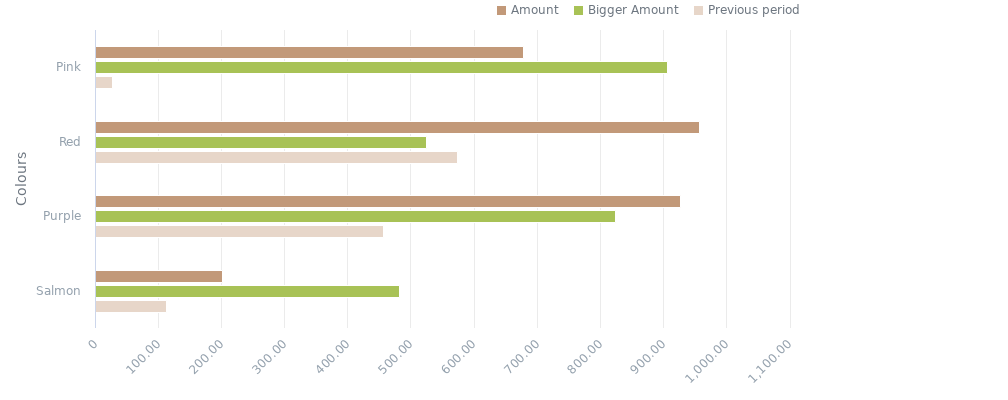 Amount Bigger Amount Previous period
Pink
Red
Colours
Purple
Salmon
0 100.00 200.00 300.00 400.00 500.00 600.00 700.00 800.00 900.00 1,000.00 1,100.00